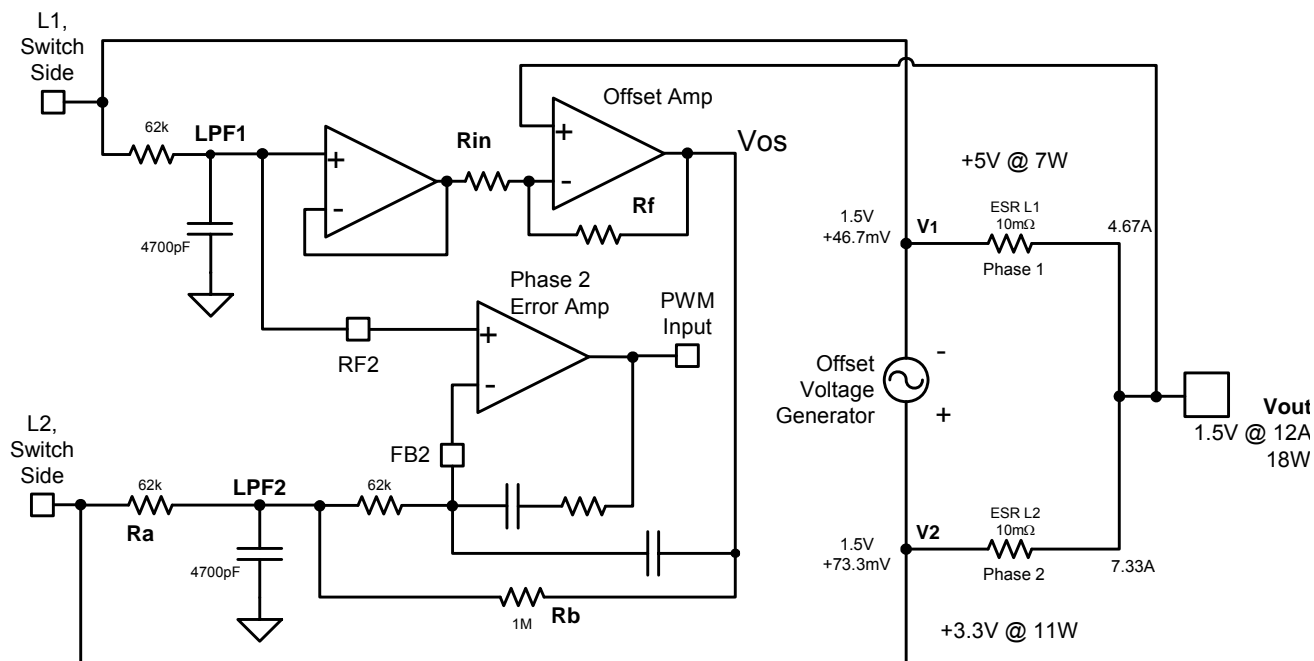 L1,
Switch
Side
62k
LPF1
4700pF
Rin
Offset Amp
Vos
Rf
+
-
+
-
Phase 2
Error Amp
+
-
RF2
PWM
Input
FB2
L2,
Switch
Side
62k
Ra
LPF2
4700pF
62k
1M
Rb
+5V @ 7W
1.5V
+46.7mV
V1
ESR L1
10mΩ
Phase 1
4.67A
Offset
Voltage
Generator
-
+
Vout
1.5V @ 12A
18W
1.5V
+73.3mV
V2
ESR L2
10mΩ
Phase 2
7.33A
+3.3V @ 11W